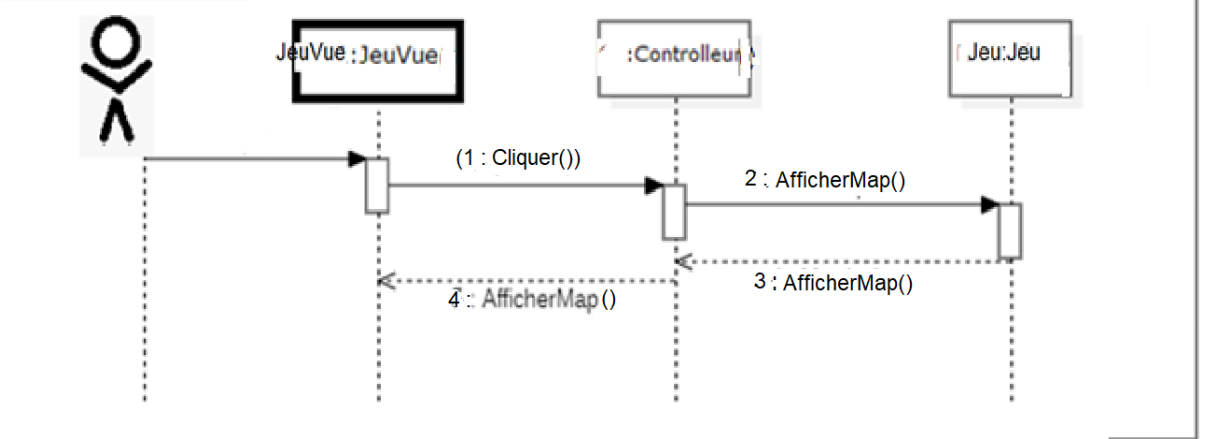 JeuVue :JeuVue
:Controlleur
Jeu:Jeu
(1 : Cliquer())
2 : AfficherMap()
3 : AfficherMap()
4 : AfficherMap()